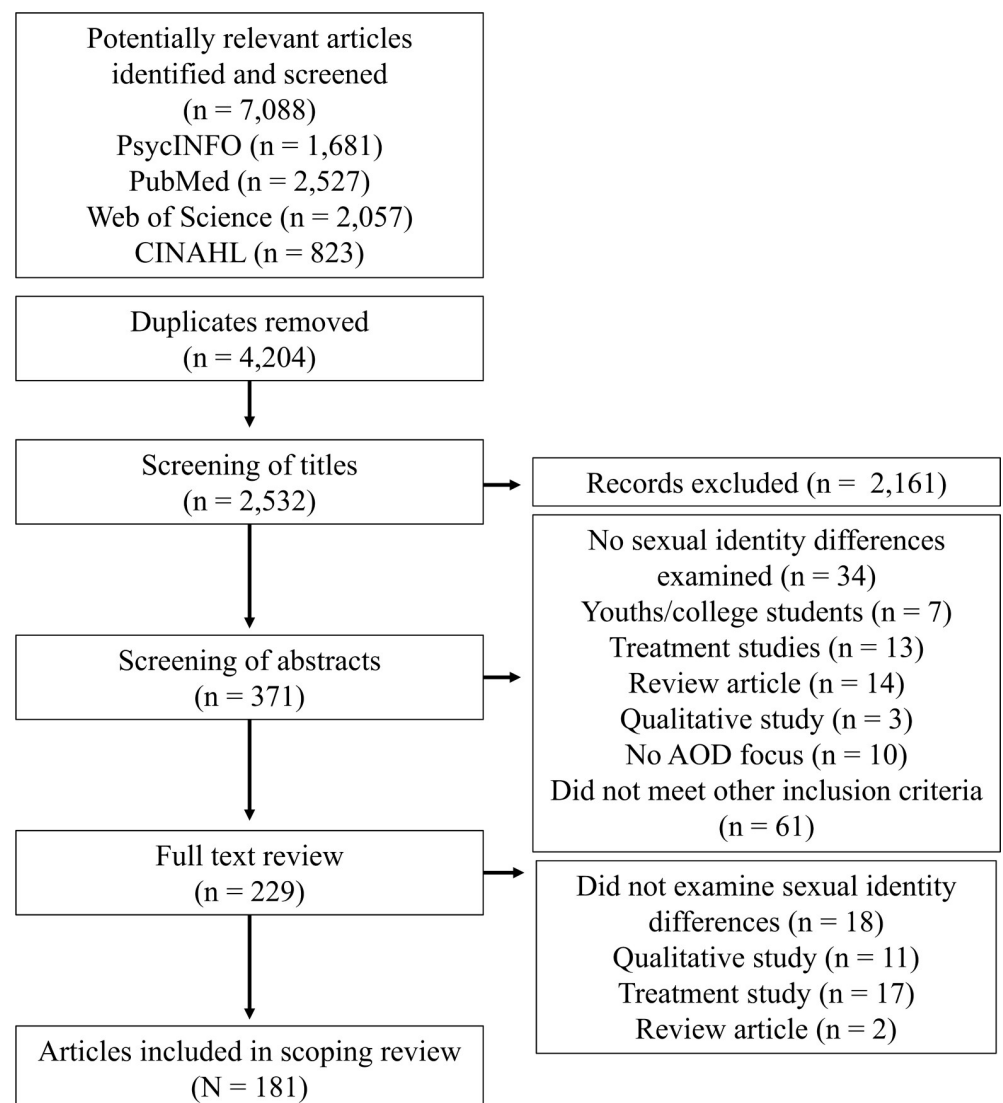 Potentially relevant articles
identified and screened
(n = 7,088)
PsycINFO (n = 1,681)
PubMed (n = 2,527)
Web of Science (n = 2,057)
CINAHL (n = 823)
Duplicates removed
(n = 4,204)
Screening of titles
(n = 2,532)
Records excluded (n = 2,161)
Screening of abstracts
(n = 371)
No sexual identity differences
examined (n = 34)
Youths/college students (n = 7)
Treatment studies (n = 13)
Review article (n = 14)
Qualitative study (n = 3)
No AOD focus (n = 10)
Did not meet other inclusion criteria
(n = 61)
Full text review
(n = 229)
Did not examine sexual identity
differences (n = 18)
Qualitative study (n = 11)
Treatment study (n = 17)
Review article (n = 2)
Articles included in scoping review
(N = 181)